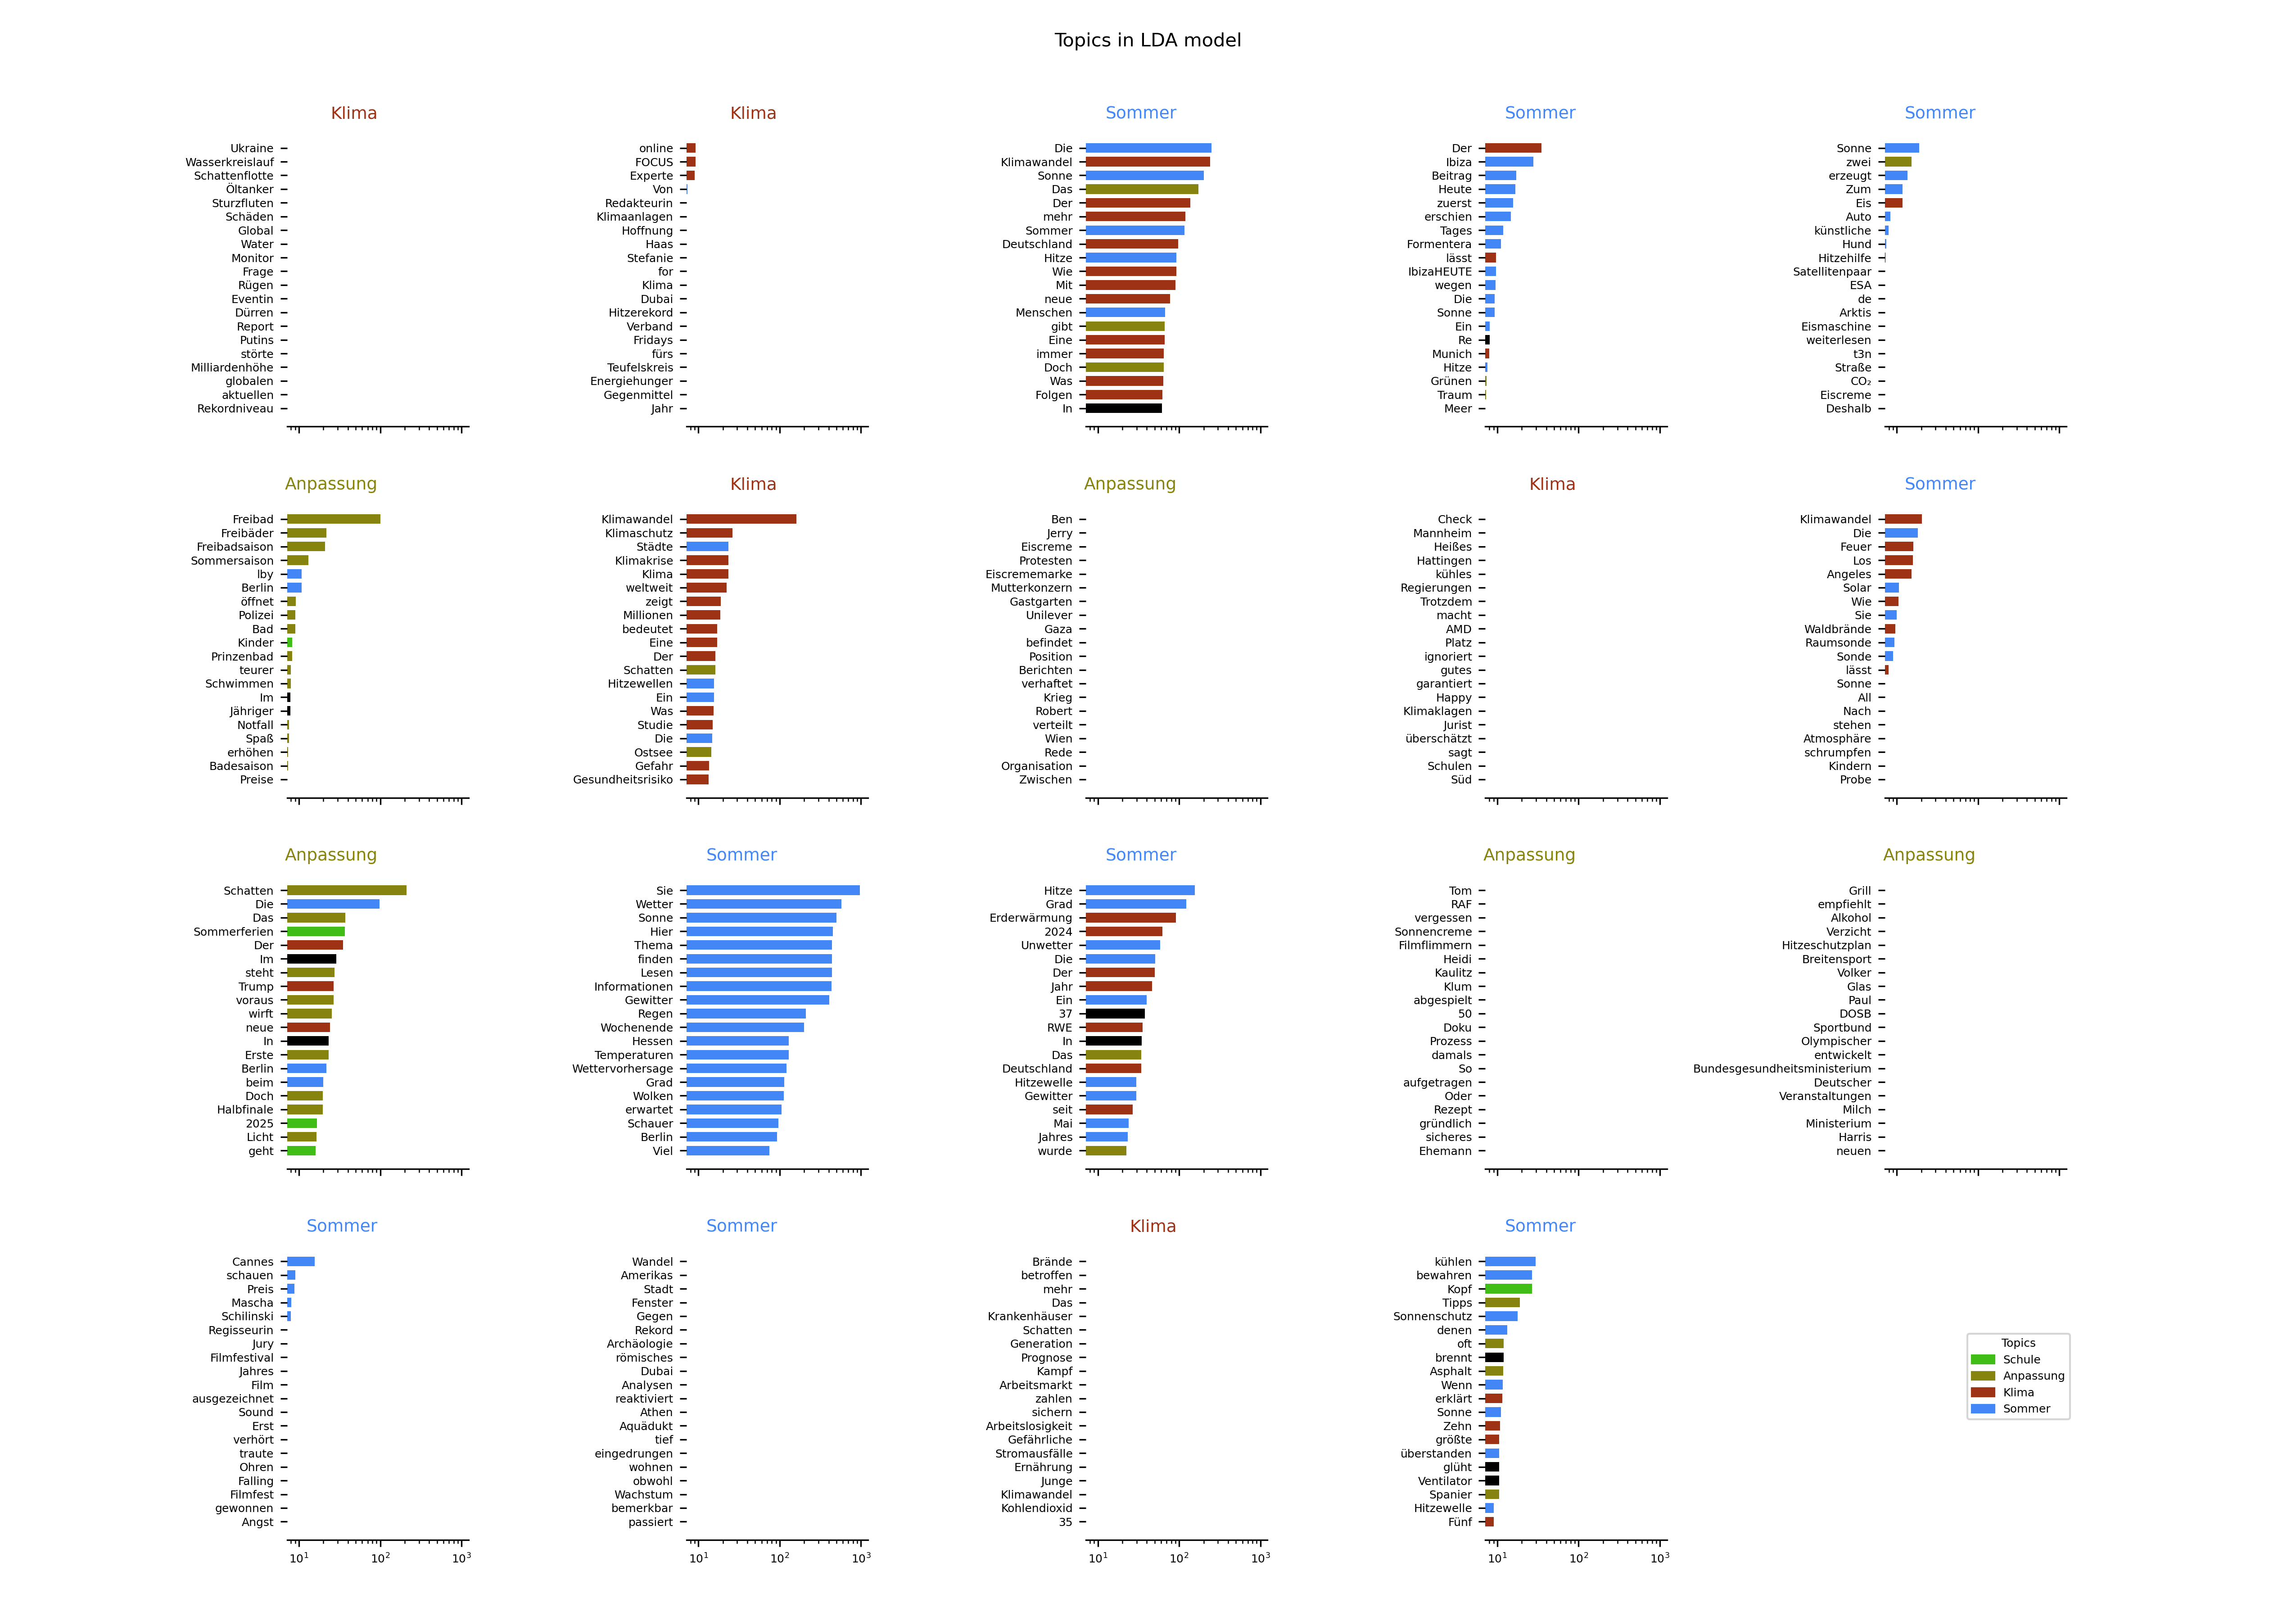 Topics in LDA model
Klima
Ukraine
Wasserkreislauf
Schattenflotte
Öltanker
Sturzfluten
Schäden
Global
Water
Monitor
Frage
Rügen
Eventin
Dürren
Report
Putins
störte
Milliardenhöhe
globalen
aktuellen
Rekordniveau
Klima
online
FOCUS
Experte
Von
Redakteurin
Klimaanlagen
Hoffnung
Haas
Stefanie
for
Klima
Dubai
Hitzerekord
Verband
Fridays
fürs
Teufelskreis
Energiehunger
Gegenmittel
Jahr
Sommer
Die
Klimawandel
Sonne
Das
Der
mehr
Sommer
Deutschland
Hitze
Wie
Mit
neue
Menschen
gibt
Eine
immer
Doch
Was
Folgen
In
Sommer
Der
Ibiza
Beitrag
Heute
zuerst
erschien
Tages
Formentera
lässt
IbizaHEUTE
wegen
Die
Sonne
Ein
Re
Munich
Hitze
Grünen
Traum
Meer
Sommer
Sonne
zwei
erzeugt
Zum
Eis
Auto
künstliche
Hund
Hitzehilfe
Satellitenpaar
ESA
de
Arktis
Eismaschine
weiterlesen
t3n
Straße
CO₂
Eiscreme
Deshalb
Anpassung
Freibad
Freibäder
Freibadsaison
Sommersaison
lby
Berlin
öffnet
Polizei
Bad
Kinder
Prinzenbad
teurer
Schwimmen
Im
Jähriger
Notfall
Spaß
erhöhen
Badesaison
Preise
Klima
Klimawandel
Klimaschutz
Städte
Klimakrise
Klima
weltweit
zeigt
Millionen
bedeutet
Eine
Der
Schatten
Hitzewellen
Ein
Was
Studie
Die
Ostsee
Gefahr
Gesundheitsrisiko
Anpassung
Ben
Jerry
Eiscreme
Protesten
Eiscrememarke
Mutterkonzern
Gastgarten
Unilever
Gaza
befindet
Position
Berichten
verhaftet
Krieg
Robert
verteilt
Wien
Rede
Organisation
Zwischen
Klima
Check
Mannheim
Heißes
Hattingen
kühles
Regierungen
Trotzdem
macht
AMD
Platz
ignoriert
gutes
garantiert
Happy
Klimaklagen
Jurist
überschätzt
sagt
Schulen
Süd
Sommer
Klimawandel
Die
Feuer
Los
Angeles
Solar
Wie
Sie
Waldbrände
Raumsonde
Sonde
lässt
Sonne
All
Nach
stehen
Atmosphäre
schrumpfen
Kindern
Probe
Anpassung
Schatten
Die
Das
Sommerferien
Der
Im
steht
Trump
voraus
wirft
neue
In
Erste
Berlin
beim
Doch
Halbfinale
2025
Licht
geht
Sommer
Sie
Wetter
Sonne
Hier
Thema
finden
Lesen
Informationen
Gewitter
Regen
Wochenende
Hessen
Temperaturen
Wettervorhersage
Grad
Wolken
erwartet
Schauer
Berlin
Viel
Sommer
Hitze
Grad
Erderwärmung
2024
Unwetter
Die
Der
Jahr
Ein
37
RWE
In
Das
Deutschland
Hitzewelle
Gewitter
seit
Mai
Jahres
wurde
Anpassung
Tom
RAF
vergessen
Sonnencreme
Filmflimmern
Heidi
Kaulitz
Klum
abgespielt
50
Doku
Prozess
damals
So
aufgetragen
Oder
Rezept
gründlich
sicheres
Ehemann
Anpassung
Grill
empfiehlt
Alkohol
Verzicht
Hitzeschutzplan
Breitensport
Volker
Glas
Paul
DOSB
Sportbund
Olympischer
entwickelt
Bundesgesundheitsministerium
Deutscher
Veranstaltungen
Milch
Ministerium
Harris
neuen
Sommer
Cannes
schauen
Preis
Mascha
Schilinski
Regisseurin
Jury
Filmfestival
Jahres
Film
ausgezeichnet
Sound
Erst
verhört
traute
Ohren
Falling
Filmfest
gewonnen
Angst
10¹ 10² 10³
Sommer
Wandel
Amerikas
Stadt
Fenster
Gegen
Rekord
Archäologie
römisches
Dubai
Analysen
reaktiviert
Athen
Aquädukt
tief
eingedrungen
wohnen
obwohl
Wachstum
bemerkbar
passiert
10¹ 10² 10³
Klima
Brände
betroffen
mehr
Das
Krankenhäuser
Schatten
Generation
Prognose
Kampf
Arbeitsmarkt
zahlen
sichern
Arbeitslosigkeit
Gefährliche
Stromausfälle
Ernährung
Junge
Klimawandel
Kohlendioxid
35
10¹ 10² 10³
Sommer
kühlen
bewahren
Kopf
Tipps
Sonnenschutz
denen
oft
brennt
Asphalt
Wenn
erklärt
Sonne
Zehn
größte
überstanden
glüht
Ventilator
Spanier
Hitzewelle
Fünf
10¹ 10² 10³
Topics
Schule
Anpassung
Klima
Sommer